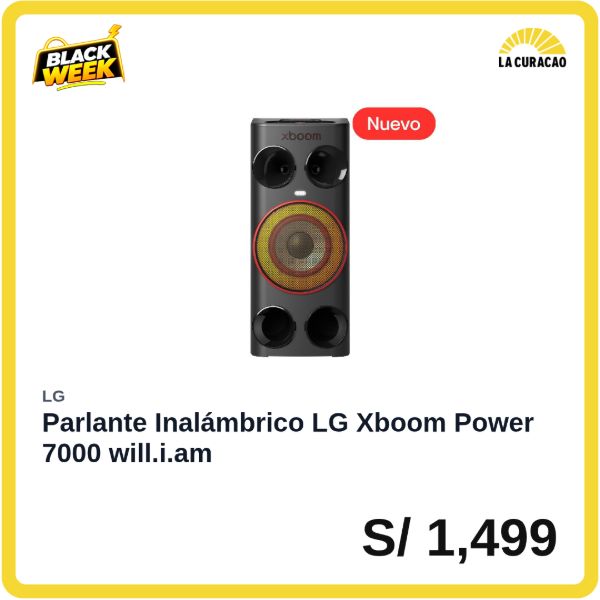 BLACK
WEEK
LA CURACAO
Nuevo
xboom
LG
Parlante Inalámbrico LG Xboom Power
7000 will.i.am
S/ 1,499